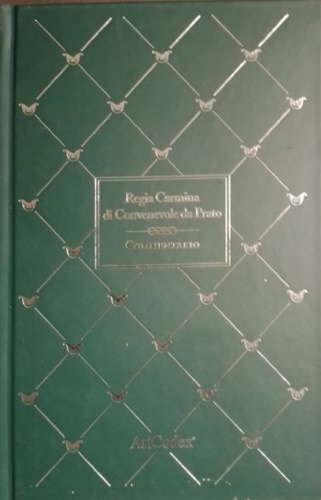 Regia Carmina
di Convenevole da Prato
Commentario
ArtCodex®